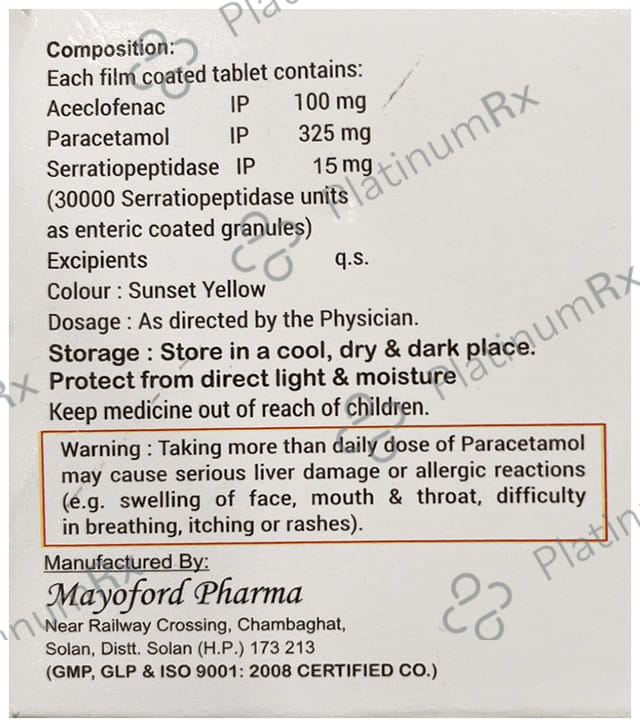 Composition:
Each film coated tablet contains:
Aceclofenac IP 100 mg
Paracetamol IP 325 mg
Serratiopeptidase IP 15 mg
(30000 Serratiopeptidase units
as enteric coated granules)
Excipients q.s.
Colour : Sunset Yellow
Dosage : As directed by the Physician.
Storage : Store in a cool, dry & dark place.
Protect from direct light & moisture
Keep medicine out of reach of children.
Warning : Taking more than daily dose of Paracetamol
may cause serious liver damage or allergic reactions
(e.g. swelling of face, mouth & throat, difficulty
in breathing, itching or rashes).
Manufactured By:
Mayoford Pharma
Near Railway Crossing, Chambaghat,
Solan, Distt. Solan (H.P.) 173 213
(GMP, GLP & ISO 9001: 2008 CERTIFIED CO.)
PlatinumRx
PlatinumRx